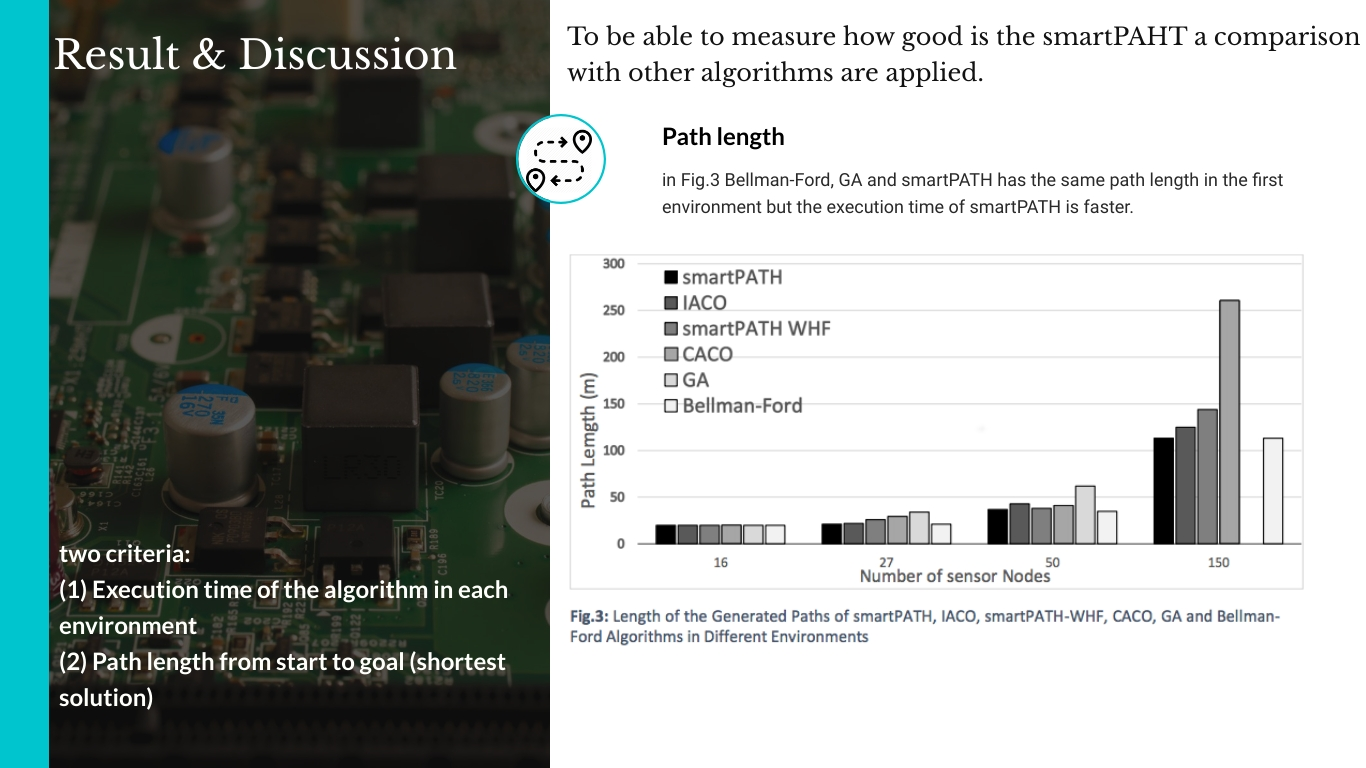 Result & Discussion
two criteria:
(1) Execution time of the algorithm in each
environment
(2) Path length from start to goal (shortest
solution)
To be able to measure how good is the smartPAHT a comparison
with other algorithms are applied.
Path length
in Fig.3 Bellman-Ford, GA and smartPATH has the same path length in the first
environment but the execution time of smartPATH is faster.
300
250
200
150
100
50
0
Path Lemgth (m)
smartPATH
IACO
smartPATH WHF
CACO
GA
Bellman-Ford
16 27 50 150
Number of sensor Nodes
Fig.3: Length of the Generated Paths of smartPATH, IACO, smartPATH-WHF, CACO, GA and Bellman-
Ford Algorithms in Different Environments